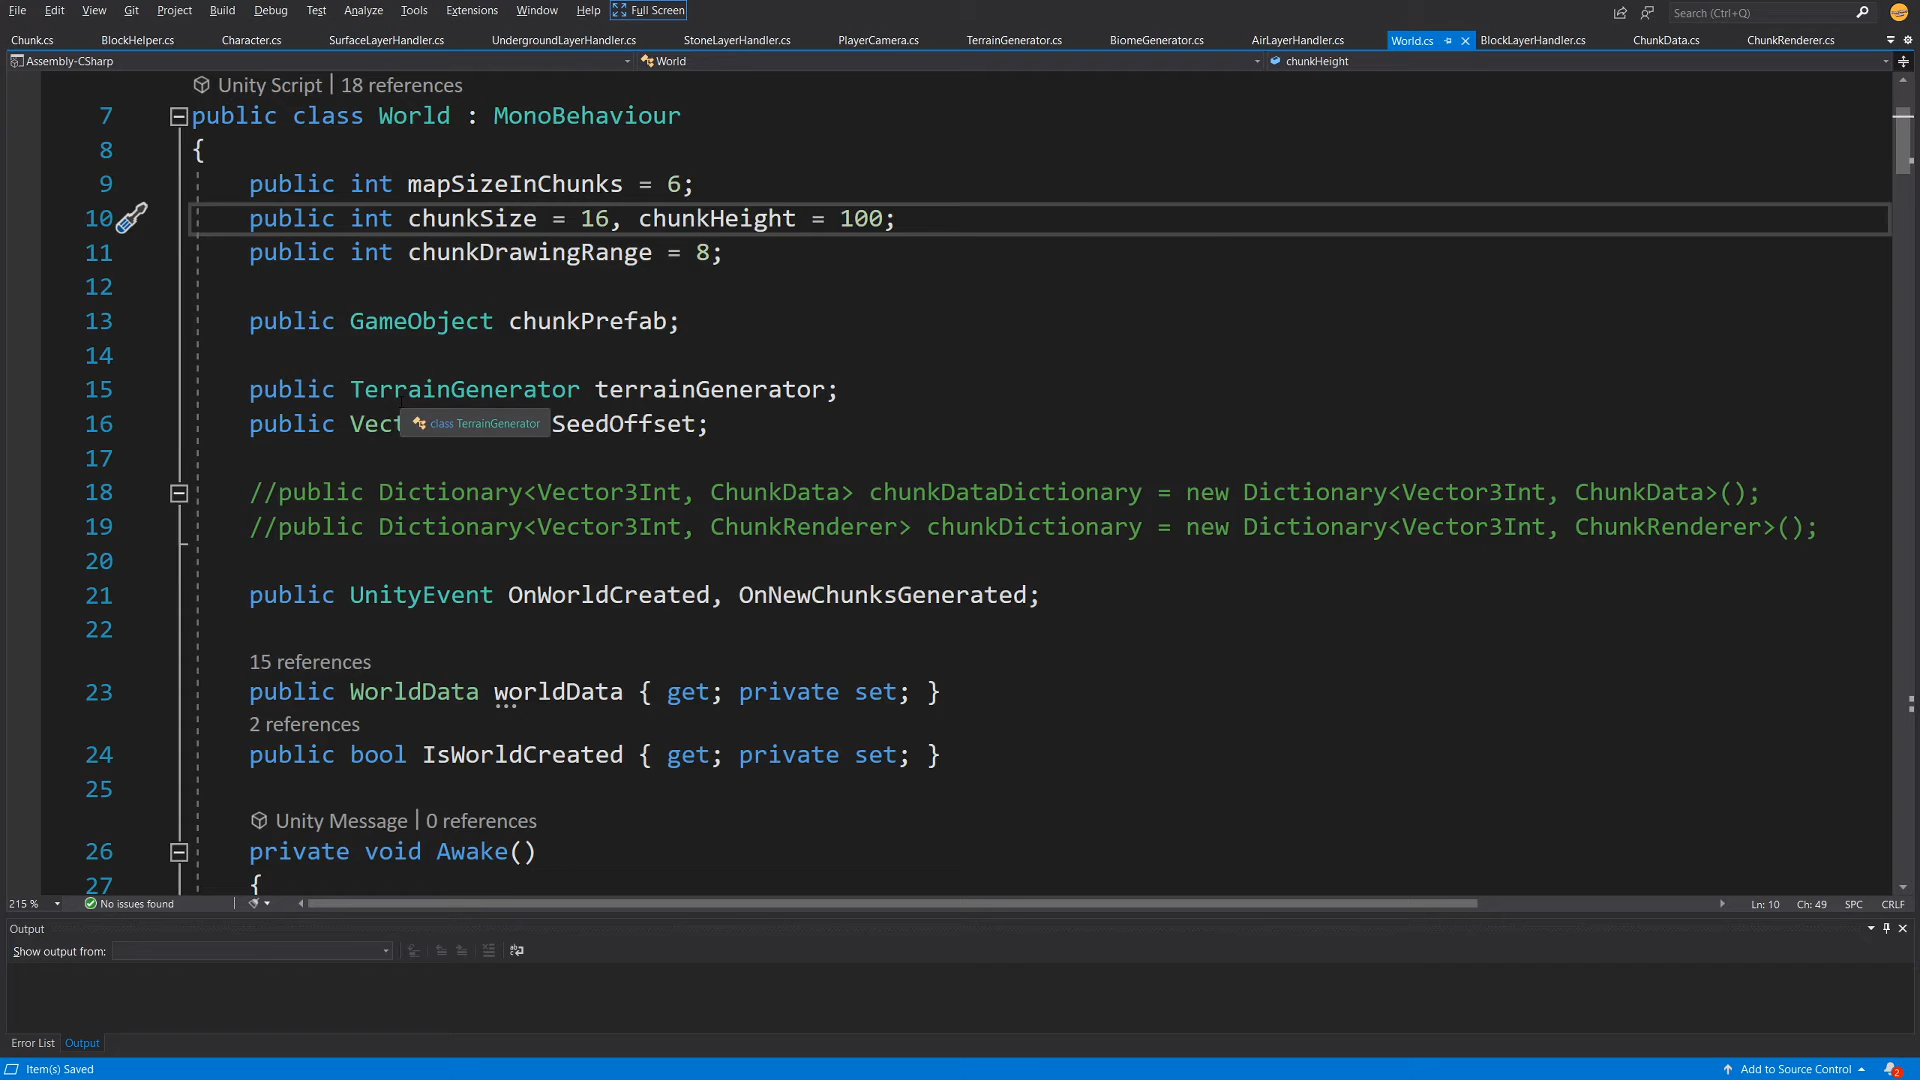 File Edit View Git Project Build Debug Test Analyze Tools Extensions Window Help Full Screen Search (Ctrl+Q)
Chunk.cs BlockHelper.cs Character.cs SurfaceLayerHandler.cs UndergroundLayerHandler.cs StoneLayerHandler.cs PlayerCamera.cs TerrainGenerator.cs BiomeGenerator.cs AirLayerHandler.cs World.cs BlockLayerHandler.cs ChunkData.cs ChunkRenderer.cs
Assembly-CSharp World chunkHeight
Unity Script | 18 references
7 public class World : MonoBehaviour
8 {
9 public int mapSizeInChunks = 6;
10 public int chunkSize = 16, chunkHeight = 100;
11 public int chunkDrawingRange = 8;
12
13 public GameObject chunkPrefab;
14
15 public TerrainGenerator terrainGenerator;
16 public Vect class TerrainGenerator SeedOffset;
17
18 //public Dictionary<Vector3Int, ChunkData> chunkDataDictionary = new Dictionary<Vector3Int, ChunkData>();
19 //public Dictionary<Vector3Int, ChunkRenderer> chunkDictionary = new Dictionary<Vector3Int, ChunkRenderer>();
20
21 public UnityEvent OnWorldCreated, OnNewChunksGenerated;
22
15 references
23 public WorldData worldData { get; private set; }
2 references
24 public bool IsWorldCreated { get; private set; }
25
Unity Message | 0 references
26 private void Awake()
27 {
215 % No issues found Ln: 10 Ch: 49 SPC CRLF
Output
Show output from:
Error List Output
Item(s) Saved Add to Source Control 2